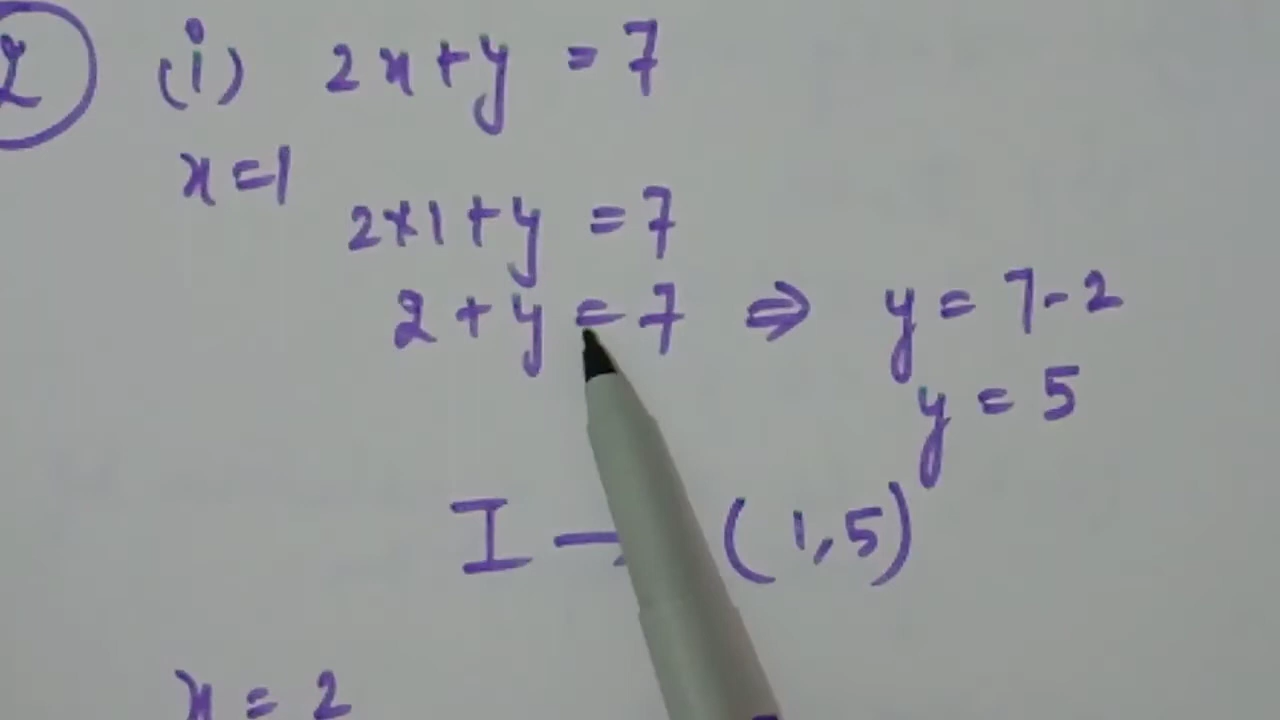 2 (i) 2x+y = 7
x=1
2×1+y = 7
2 + y = 7 ⇒ y = 7-2
y = 5
I → (1,5)
x = 2